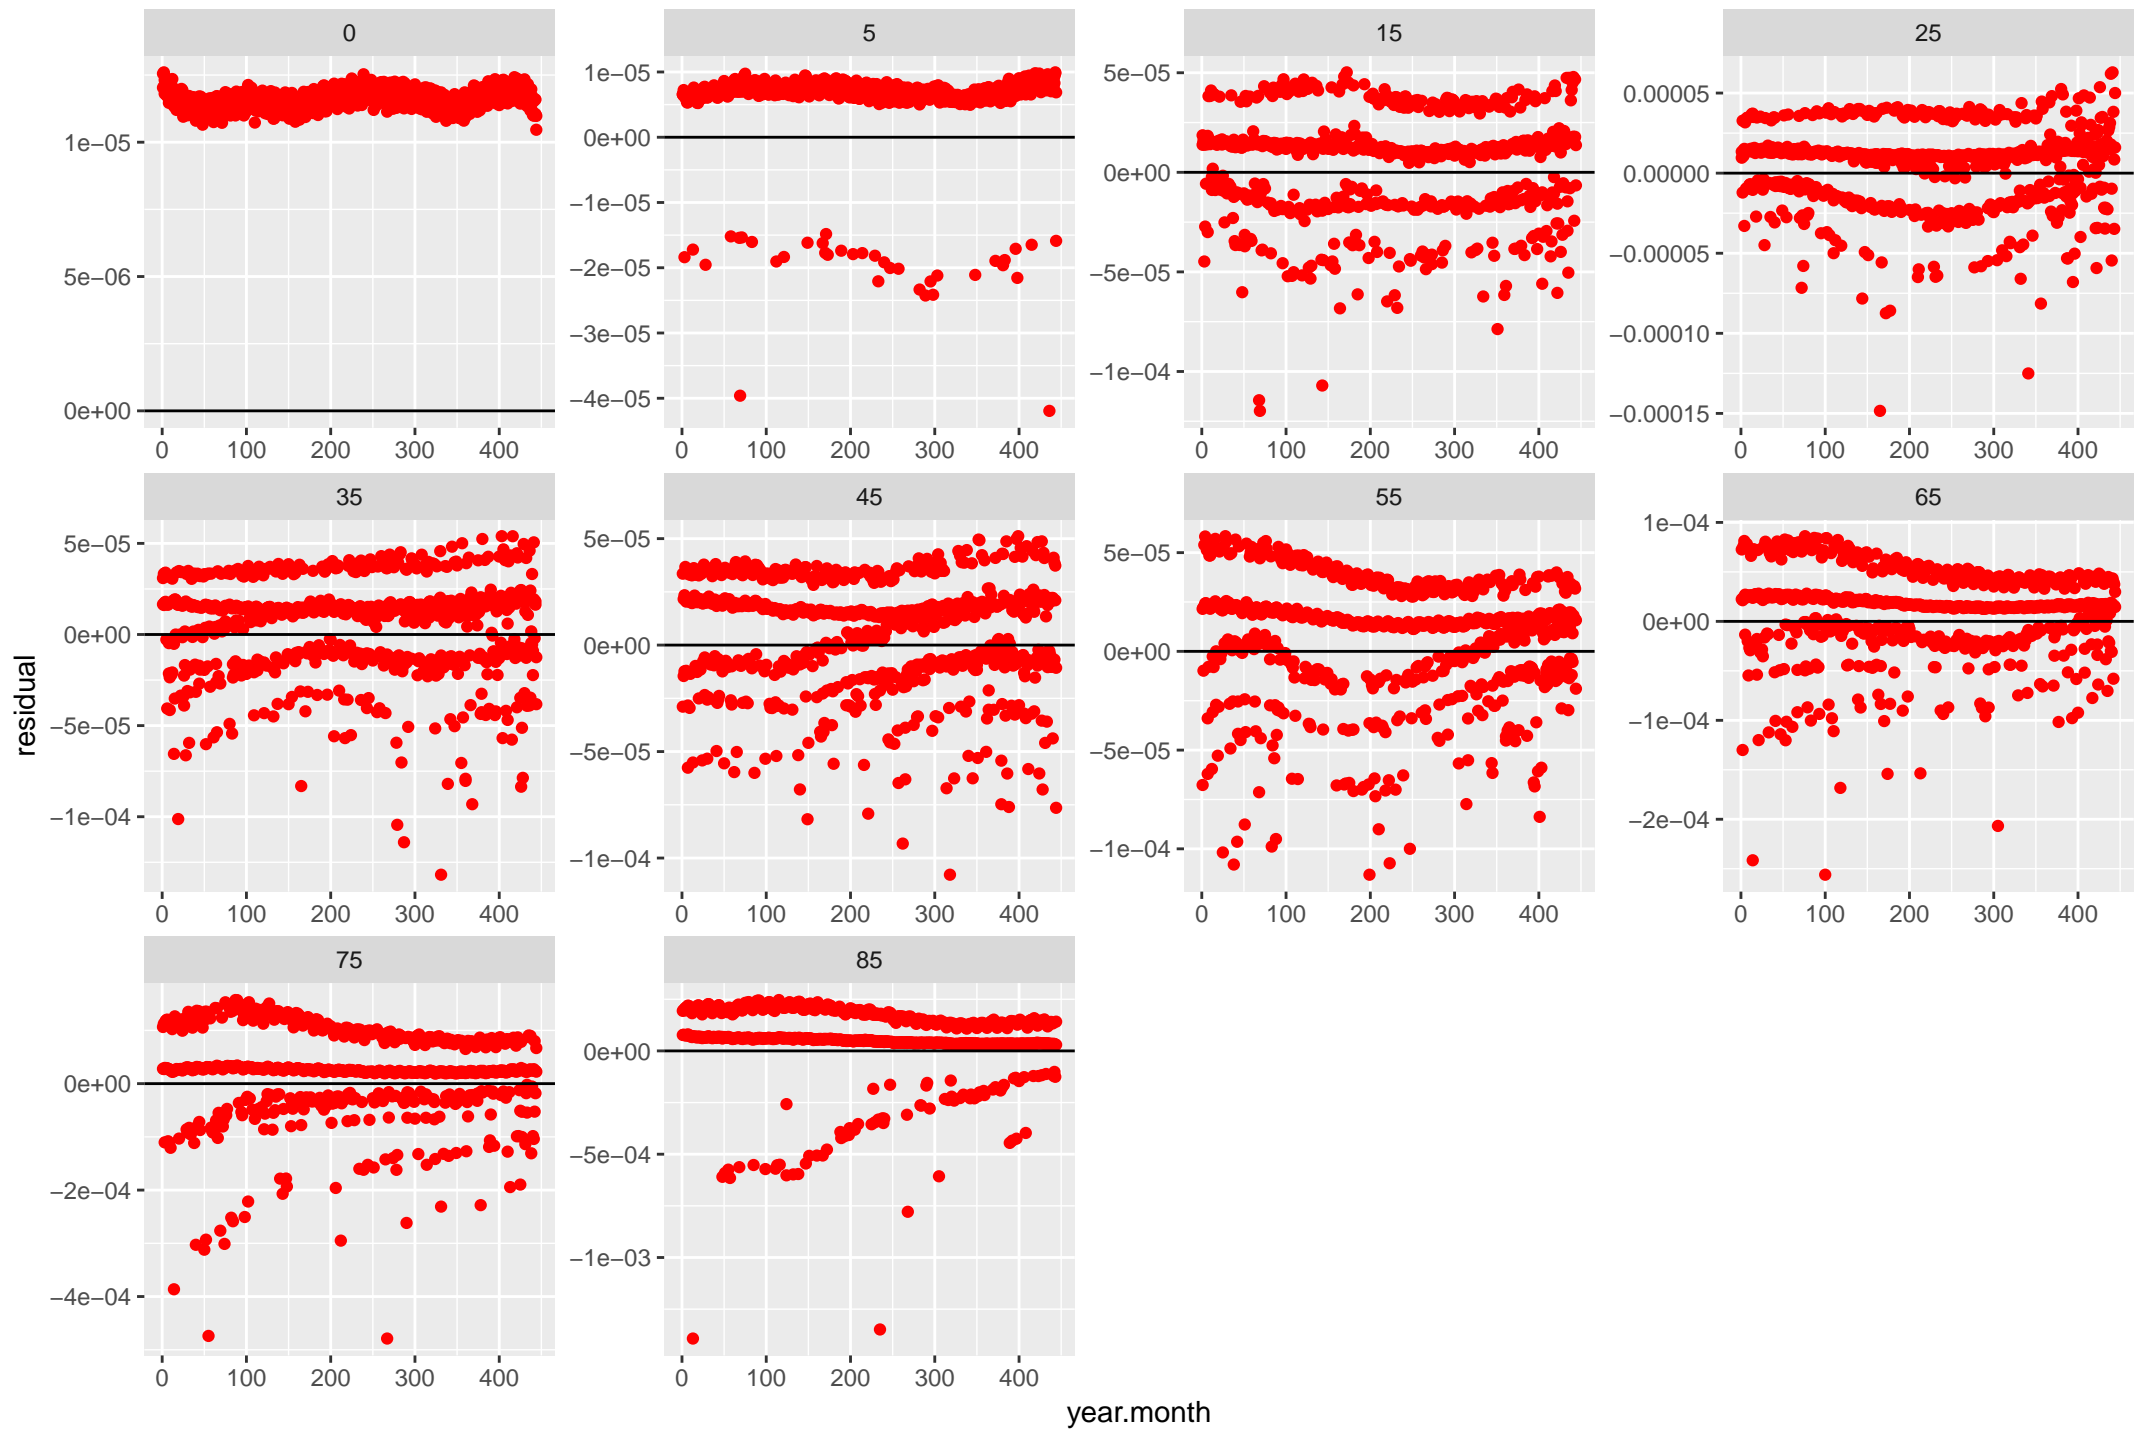 0 5 15 25
1e−05
5e−06
0e+00
1e−05
0e+00
−1e−05
−2e−05
−3e−05
−4e−05
5e−05
0e+00
−5e−05
−1e−04
0.00005
0.00000
−0.00005
−0.00010
−0.00015
0 100 200 300 400 0 100 200 300 400 0 100 200 300 400 0 100 200 300 400
35 45 55 65
5e−05
0e+00
−5e−05
−1e−04
5e−05
0e+00
−5e−05
−1e−04
5e−05
0e+00
−5e−05
−1e−04
1e−04
0e+00
−1e−04
−2e−04
0 100 200 300 400 0 100 200 300 400 0 100 200 300 400 0 100 200 300 400
75 85
0e+00
−2e−04
−4e−04
0e+00
−5e−04
−1e−03
0 100 200 300 400 0 100 200 300 400
residual
year.month